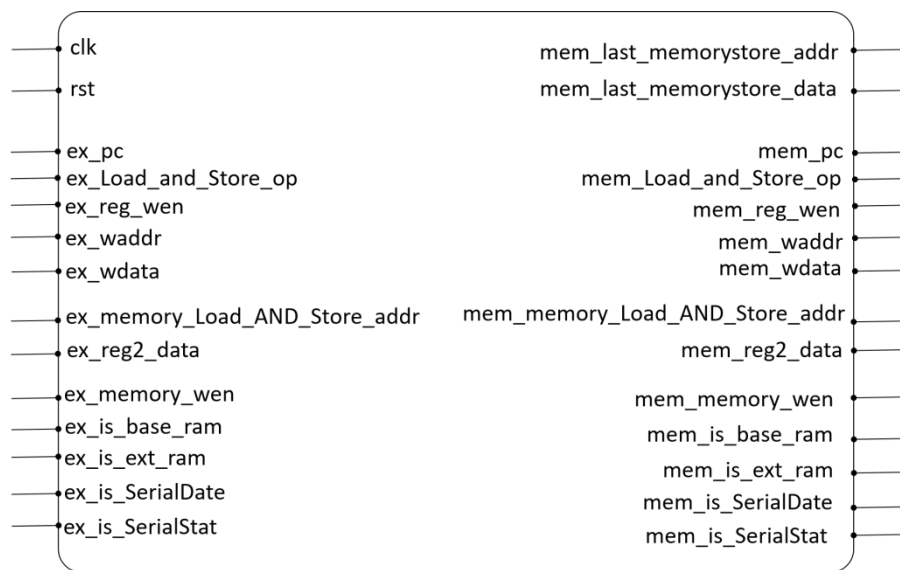 clk
rst
ex_pc
ex_Load_and_Store_op
ex_reg_wen
ex_waddr
ex_wdata
ex_memory_Load_AND_Store_addr
ex_reg2_data
ex_memory_wen
ex_is_base_ram
ex_is_ext_ram
ex_is_SerialDate
ex_is_SerialStat
mem_last_memorystore_addr
mem_last_memorystore_data
mem_pc
mem_Load_and_Store_op
mem_reg_wen
mem_waddr
mem_wdata
mem_memory_Load_AND_Store_addr
mem_reg2_data
mem_memory_wen
mem_is_base_ram
mem_is_ext_ram
mem_is_SerialDate
mem_is_SerialStat